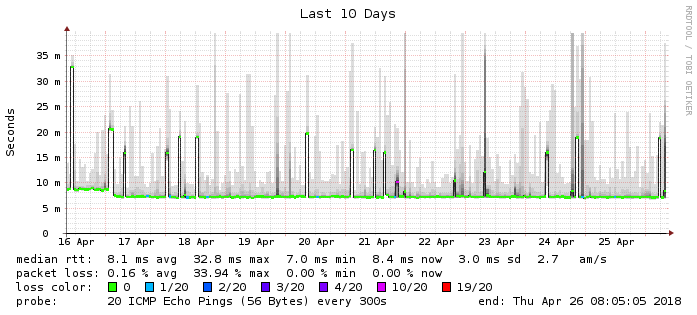 Last 10 Days
RRDTOOL / TOBI OETIKER
Seconds
35 m
30 m
25 m
20 m
15 m
10 m
5 m
0
16 Apr 17 Apr 18 Apr 19 Apr 20 Apr 21 Apr 22 Apr 23 Apr 24 Apr 25 Apr
median rtt: 8.1 ms avg 32.8 ms max 7.0 ms min 8.4 ms now 3.0 ms sd 2.7 am/s
packet loss: 0.16 % avg 33.94 % max 0.00 % min 0.00 % now
loss color: 0 1/20 2/20 3/20 4/20 10/20 19/20
probe: 20 ICMP Echo Pings (56 Bytes) every 300s end: Thu Apr 26 08:05:05 2018